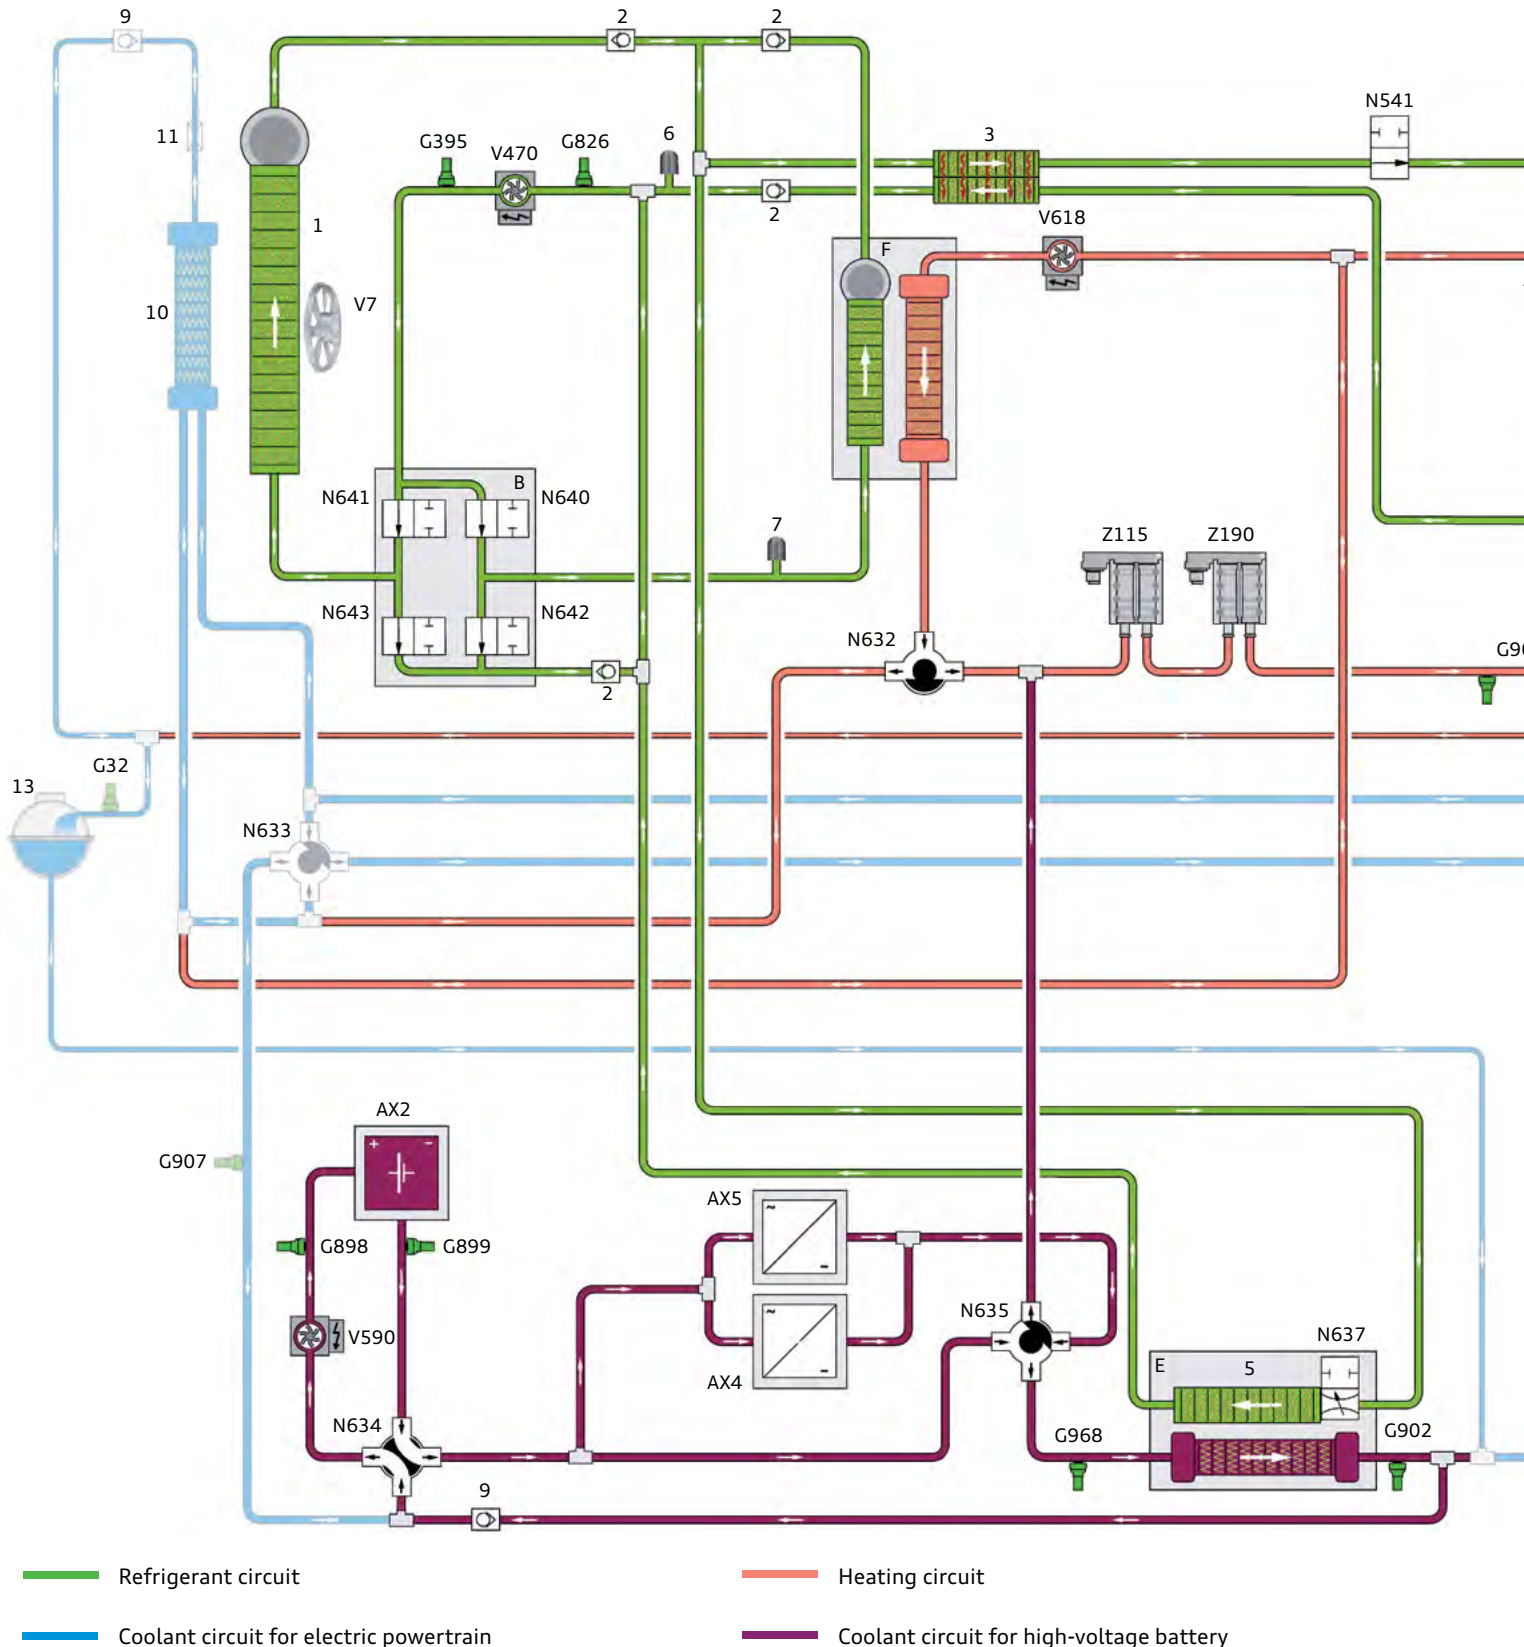 9
2
2
N541
11
G395
V470
G826
6
3
2
V618
1
F
10
V7
N641
B
N640
7
Z115
Z190
N643
N642
N632
2
G32
13
N633
AX2
G907
AX5
G898
G899
N635
V590
N637
E
5
AX4
N634
G968
G902
9
Refrigerant circuit
Heating circuit
Coolant circuit for electric powertrain
Coolant circuit for high-voltage battery